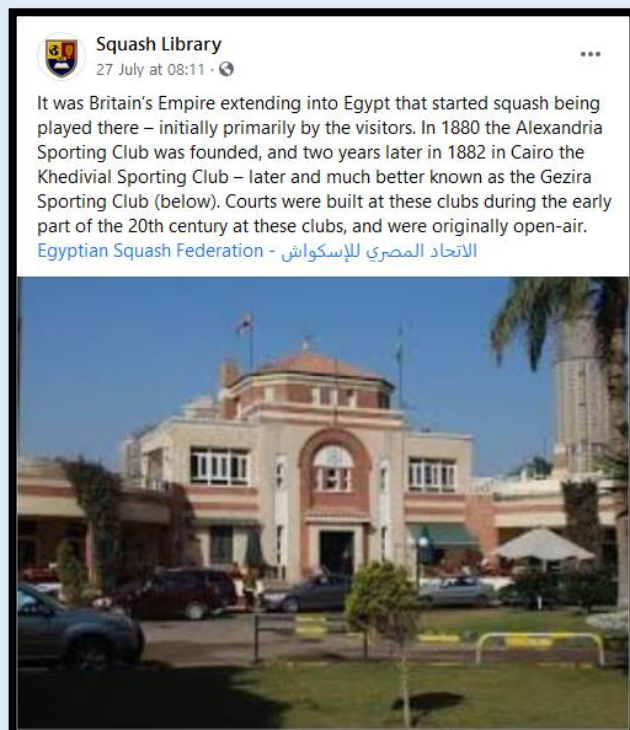 Squash Library
27 July at 08:11 ·
It was Britain's Empire extending into Egypt that started squash being
played there – initially primarily by the visitors. In 1880 the Alexandria
Sporting Club was founded, and two years later in 1882 in Cairo the
Khedivial Sporting Club – later and much better known as the Gezira
Sporting Club (below). Courts were built at these clubs during the early
part of the 20th century at these clubs, and were originally open-air.
Egyptian Squash Federation - الاتحاد المصري للإسكواش